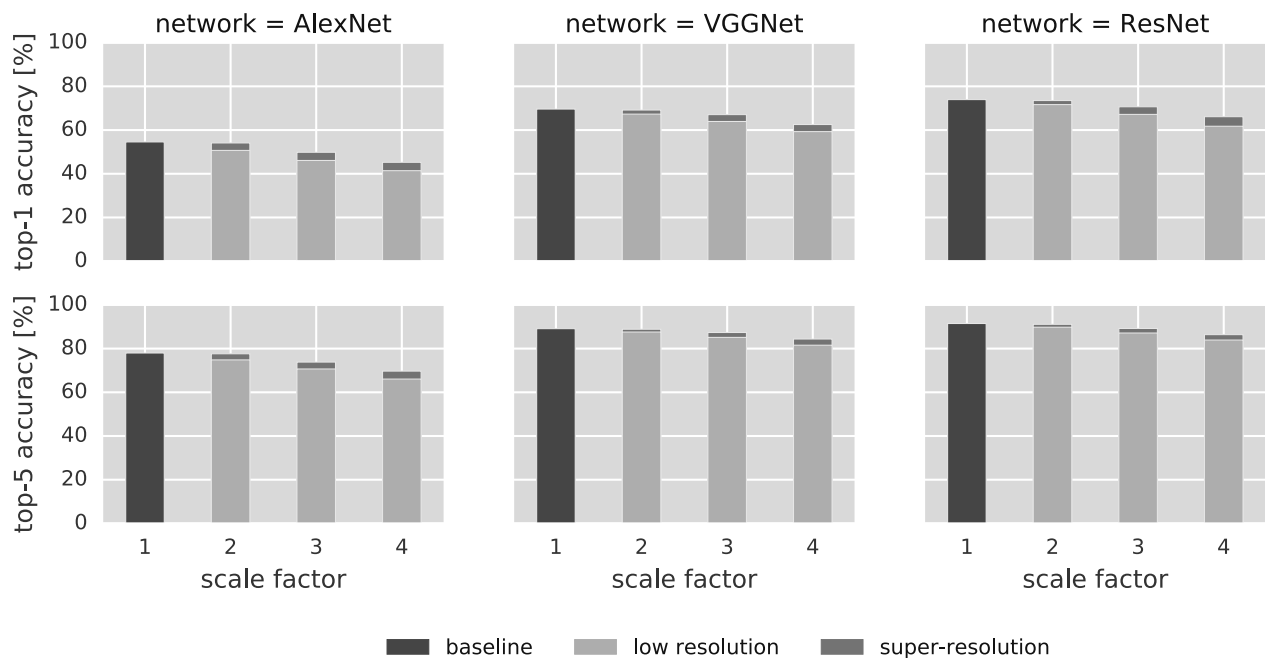 network = AlexNet network = VGGNet network = ResNet
top-1 accuracy [%]
100
80
60
40
20
0
top-5 accuracy [%]
100
80
60
40
20
0
1 2 3 4 1 2 3 4 1 2 3 4
scale factor scale factor scale factor
baseline low resolution super-resolution